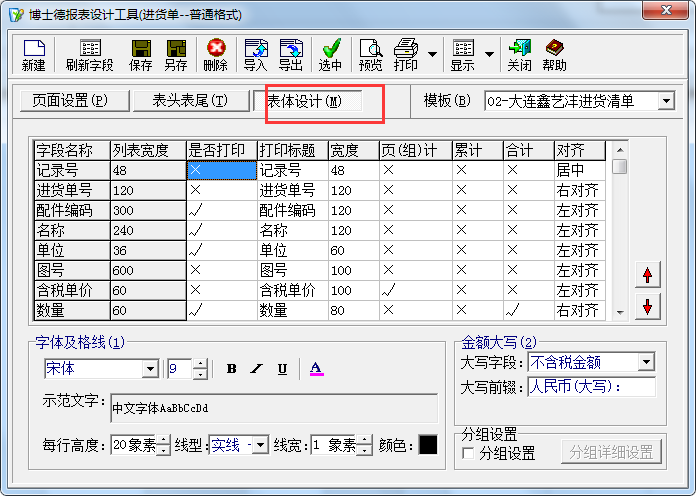 博士德报表设计工具(进货单--普通格式)
新建 刷新字段 保存 另存 删除 导入 导出 选中 预览 打印 显示 关闭 帮助
页面设置(P) 表头表尾(T) 表体设计(M) 模板(B) 02-大连鑫艺沣进货清单
字段名称 列表宽度 是否打印 打印标题 宽度 页(组)计 累计 合计 对齐
记录号 48 × 记录号 48 × × × 居中
进货单号 120 × 进货单号 120 × × × 右对齐
配件编码 300 √ 配件编码 120 × × × 左对齐
名称 240 √ 名称 120 × × × 左对齐
单位 36 √ 单位 60 × × × 左对齐
图号 600 × 图号 100 × × × 左对齐
含税单价 60 × 含税单价 100 √ × × 左对齐
数量 60 √ 数量 80 × × √ 右对齐
字体及格线(1)
宋体 9 B I U A
示范文字: 中文字体AaBbCcDd
每行高度: 20象素 线型: 实线 - 线宽: 1 象素 颜色:
金额大写(2)
大写字段: 不含税金额
大写前缀: 人民币(大写):
分组设置
分组设置 分组详细设置